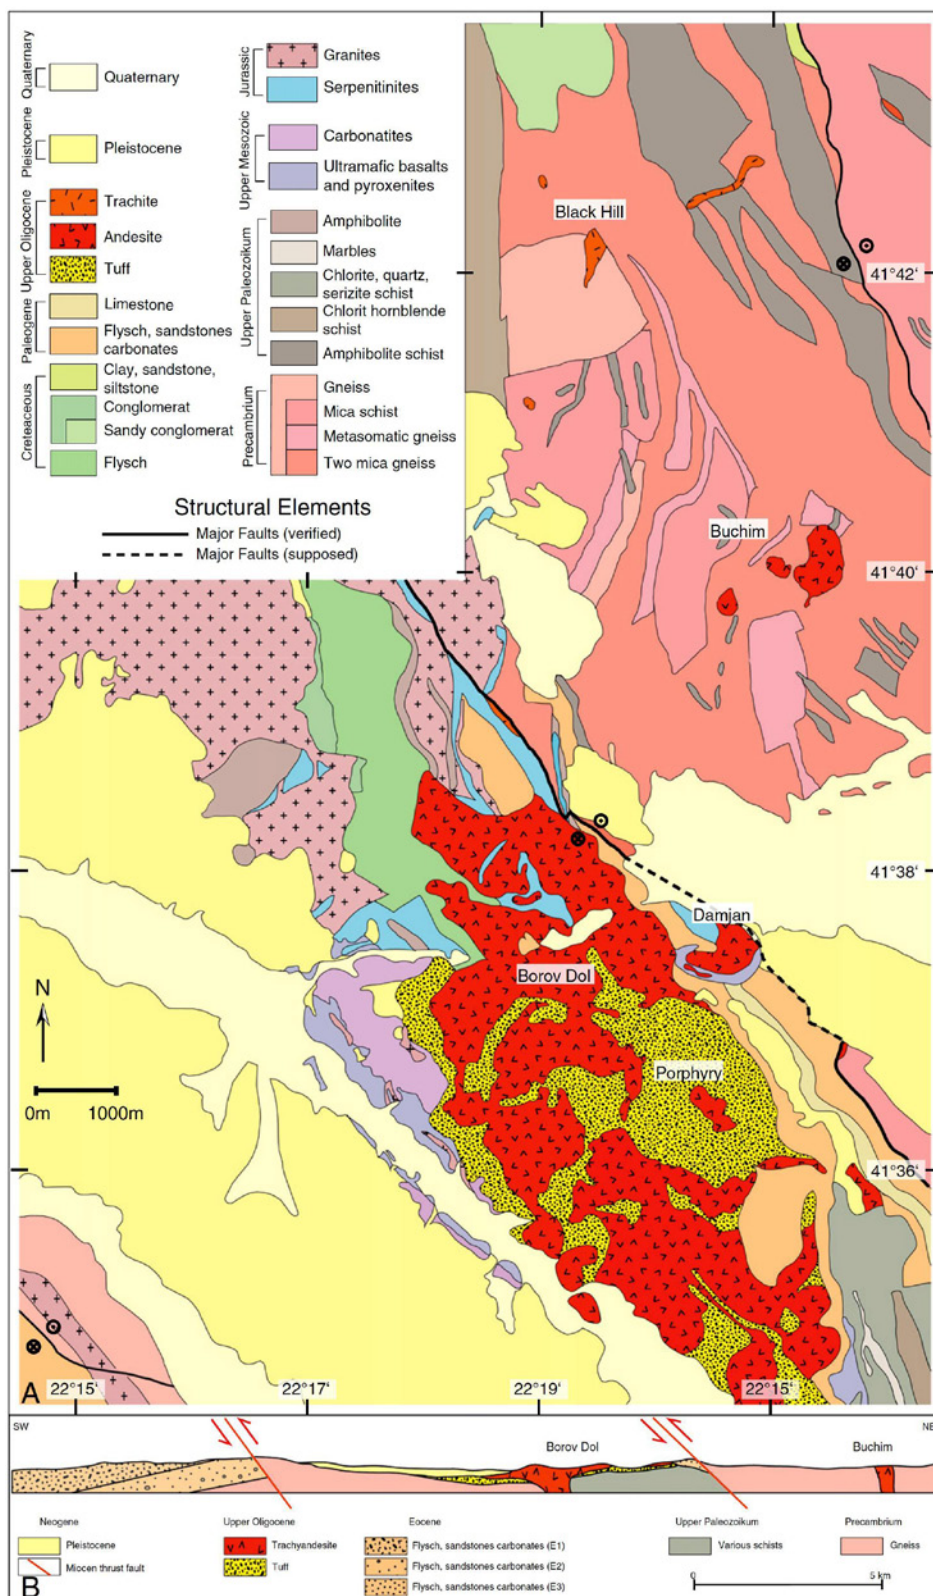 Quaternary
Quaternary
Pleistocene
Pleistocene
Upper Oligocene
Trachite
Andesite
Tuff
Paleogene
Limestone
Flysch, sandstones
carbonates
Creteaceous
Clay, sandstone,
siltstone
Conglomerat
Sandy conglomerat
Flysch
Jurassic
Granites
Serpenitinites
Upper Mesozoic
Carbonatites
Ultramafic basalts
and pyroxenites
Upper Paleozoikum
Amphibolite
Marbles
Chlorite, quartz,
serizite schist
Chlorit hornblende
schist
Amphibolite schist
Precambrium
Gneiss
Mica schist
Metasomatic gneiss
Two mica gneiss
Structural Elements
Major Faults (verified)
Major Faults (supposed)
Black Hill
41°42'
Buchim
41°40'
41°38'
Damjan
Borov Dol
N
Porphyry
0m 1000m
41°36'
A
22°15' 22°17' 22°19' 22°15'
SW NE
Borov Dol Buchim
Neogene
Pleistocene
Miocen thrust fault
Upper Oligocene
Trachyandesite
Tuff
Eocene
Flysch, sandstones carbonates (E1)
Flysch, sandstones carbonates (E2)
Flysch, sandstones carbonates (E3)
Upper Paleozoikum
Various schists
Precambrium
Gneiss
0 5 km
B